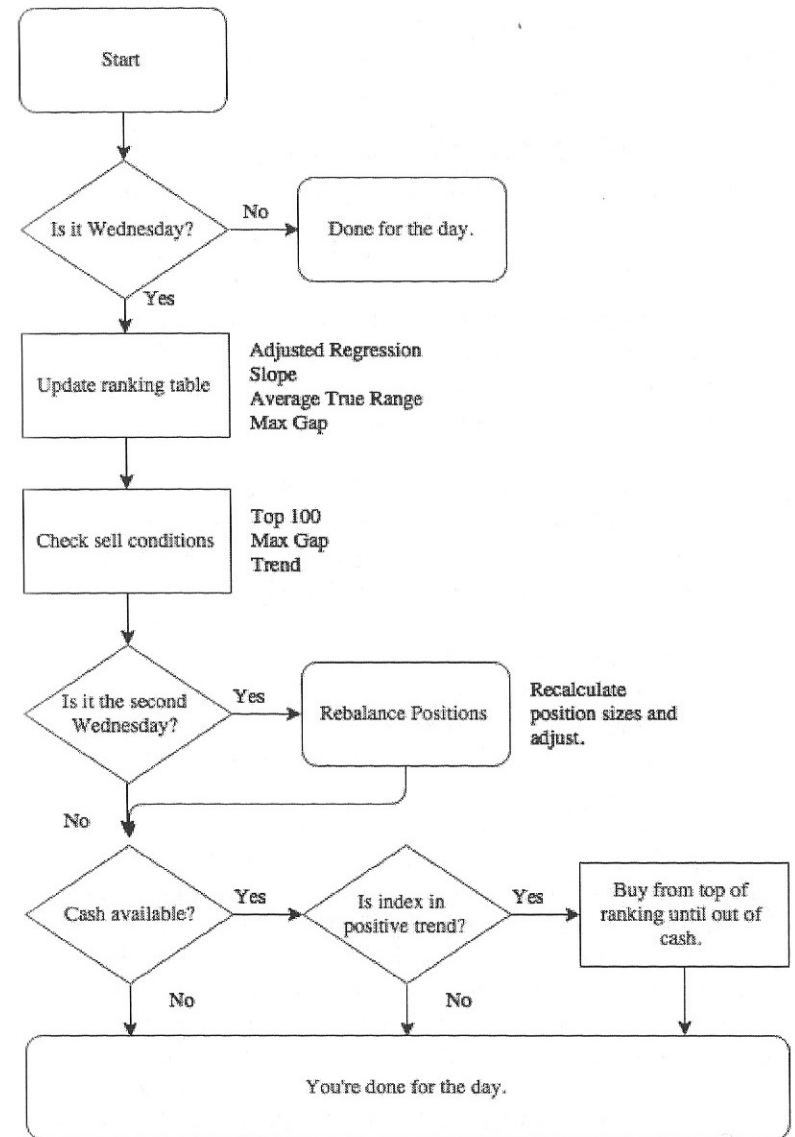 Start
Is it Wednesday?
No
Done for the day.
Yes
Update ranking table
Adjusted Regression
Slope
Average True Range
Max Gap
Check sell conditions
Top 100
Max Gap
Trend
Is it the second
Wednesday?
Yes
Rebalance Positions
Recalculate
position sizes and
adjust.
No
Cash available?
Yes
Is index in
positive trend?
Yes
Buy from top of
ranking until out of
cash.
No
No
You're done for the day.